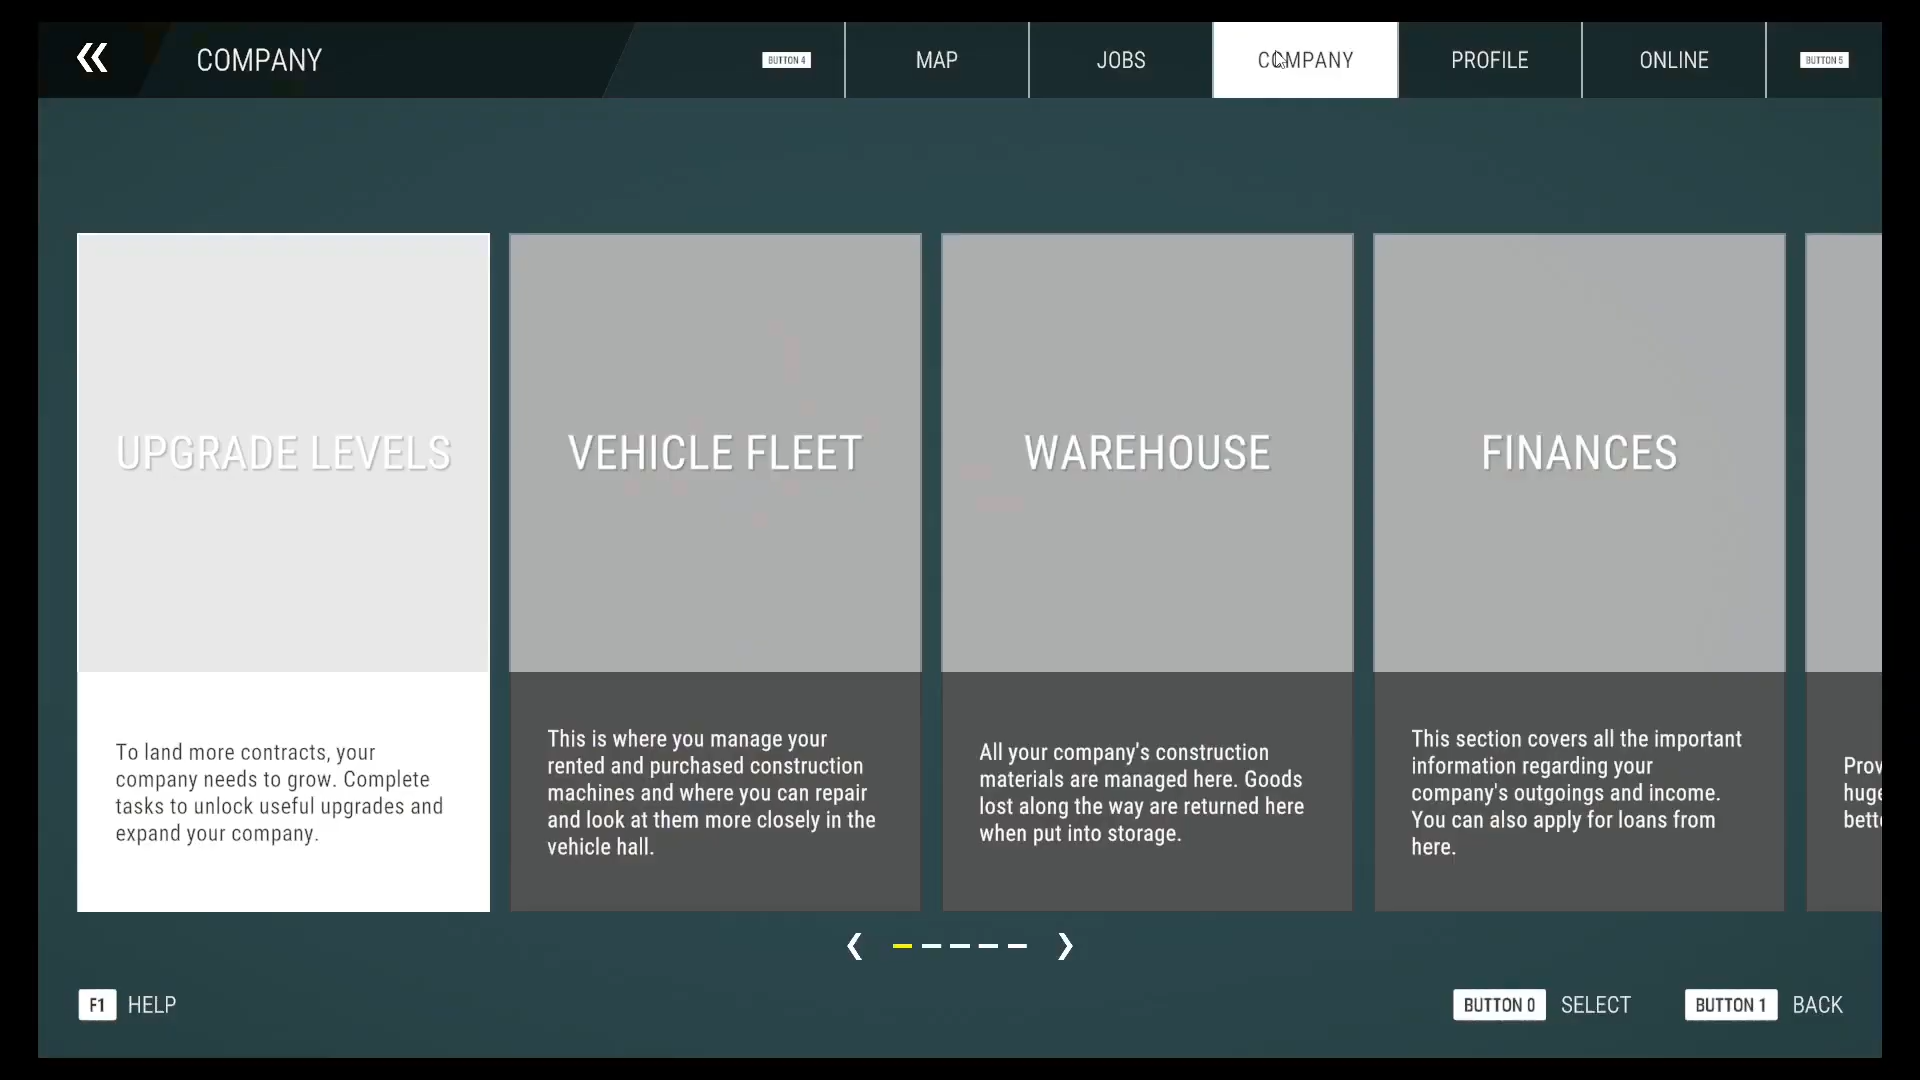 COMPANY
BUTTON 4
MAP
JOBS
COMPANY
PROFILE
ONLINE
BUTTON 5
UPGRADE LEVELS
To land more contracts, your
company needs to grow. Complete
tasks to unlock useful upgrades and
expand your company.
VEHICLE FLEET
This is where you manage your
rented and purchased construction
machines and where you can repair
and look at them more closely in the
vehicle hall.
WAREHOUSE
All your company's construction
materials are managed here. Goods
lost along the way are returned here
when put into storage.
FINANCES
This section covers all the important
information regarding your
company's outgoings and income.
You can also apply for loans from
here.
Prov
huge
bett
F1 HELP
BUTTON 0 SELECT
BUTTON 1 BACK